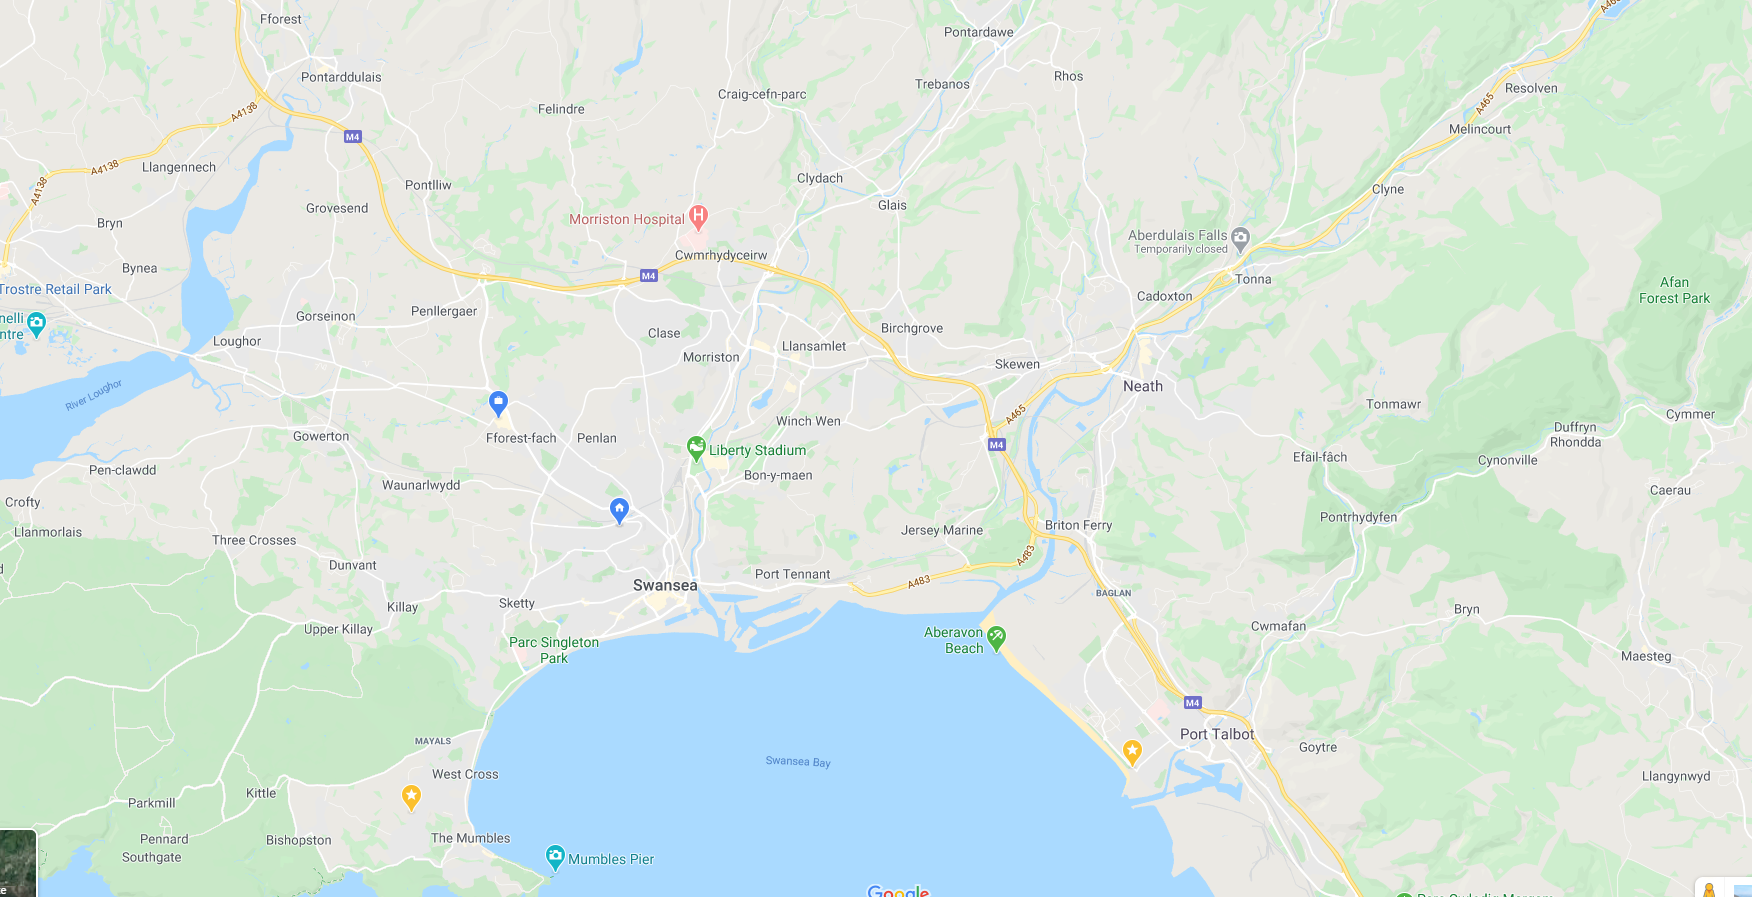 Fforest
Pontardawe
A465
Pontarddulais
Rhos
Trebanos
Resolven
Craig-cefn-parc
Felindre
A4138
A465
Melincourt
M4
A4138
Llangennech
Clydach
Pontlliw
A4138
Clyne
Glais
Grovesend
Morriston Hospital
H
Bryn
Aberdulais Falls
Temporarily closed
Cwmrhydyceirw
Bynea
M4
Tonna
Afan
Forest Park
Trostre Retail Park
Cadoxton
Penllergaer
Gorseinon
nelli
ntre
Birchgrove
Clase
Loughor
Llansamlet
Morriston
Skewen
Neath
River Loughor
Tonmawr
A465
Cymmer
Winch Wen
Duffryn
Rhondda
Gowerton
Fforest-fach
Penlan
M4
Liberty Stadium
Efail-fâch
Cynonville
Pen-clawdd
Bon-y-maen
Waunarlwydd
Caerau
Crofty
Pontrhydyfen
Briton Ferry
Jersey Marine
Llanmorlais
Three Crosses
A483
Dunvant
d
Port Tennant
A483
Swansea
BAGLAN
Sketty
Killay
Bryn
Cwmafan
Upper Killay
Aberavon
Beach
Parc Singleton
Park
Maesteg
M4
Port Talbot
MAYALS
Goytre
Swansea Bay
West Cross
Llangynwyd
Kittle
Parkmill
Pennard
Bishopston
The Mumbles
Southgate
Mumbles Pier
te
Google